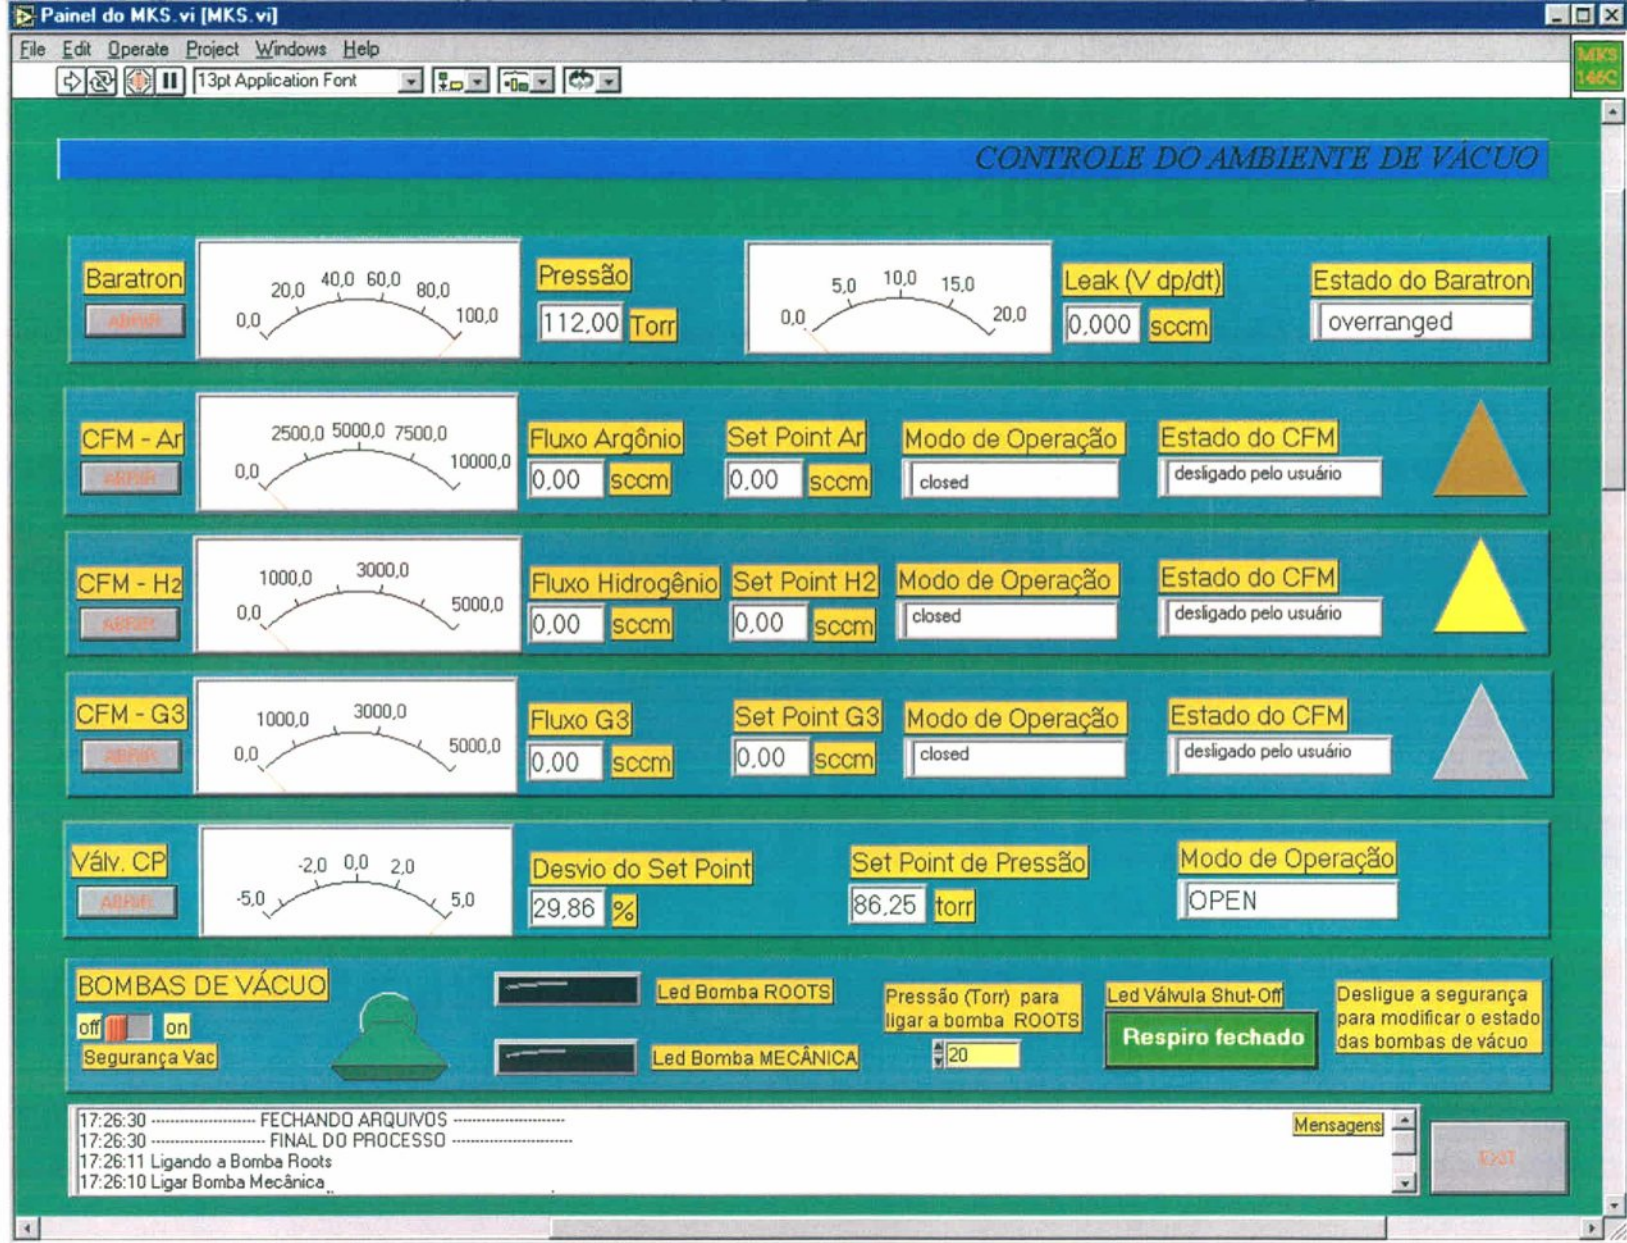 Painel do MKS.vi [MKS.vi]
File Edit Operate Project Windows Help
13pt Application Font
MKS
146C
CONTROLE DO AMBIENTE DE VÁCUO
Baratron
ABRIR
0,0 20,0 40,0 60,0 80,0 100,0
Pressão
112,00 Torr
0,0 5,0 10,0 15,0 20,0
Leak (V dp/dt)
0,000 sccm
Estado do Baratron
overranged
CFM - Ar
ABRIR
0,0 2500,0 5000,0 7500,0 10000,0
Fluxo Argônio
0,00 sccm
Set Point Ar
0,00 sccm
Modo de Operação
closed
Estado do CFM
desligado pelo usuário
CFM - H2
ABRIR
0,0 1000,0 3000,0 5000,0
Fluxo Hidrogênio
0,00 sccm
Set Point H2
0,00 sccm
Modo de Operação
closed
Estado do CFM
desligado pelo usuário
CFM - G3
ABRIR
0,0 1000,0 3000,0 5000,0
Fluxo G3
0,00 sccm
Set Point G3
0,00 sccm
Modo de Operação
closed
Estado do CFM
desligado pelo usuário
Válv. CP
ABRIR
-5,0 -2,0 0,0 2,0 5,0
Desvio do Set Point
29,86 %
Set Point de Pressão
86,25 torr
Modo de Operação
OPEN
BOMBAS DE VÁCUO
off on
Segurança Vac
Led Bomba ROOTS
Led Bomba MECÂNICA
Pressão (Torr) para
ligar a bomba ROOTS
20
Led Válvula Shut-Off
Respiro fechado
Desligue a segurança
para modificar o estado
das bombas de vácuo
17:26:30 --------------------- FECHANDO ARQUIVOS ----------------------
17:26:30 ----------------------- FINAL DO PROCESSO ------------------------
17:26:11 Ligando a Bomba Roots
17:26:10 Ligar Bomba Mecânica
Mensagens
EXIT